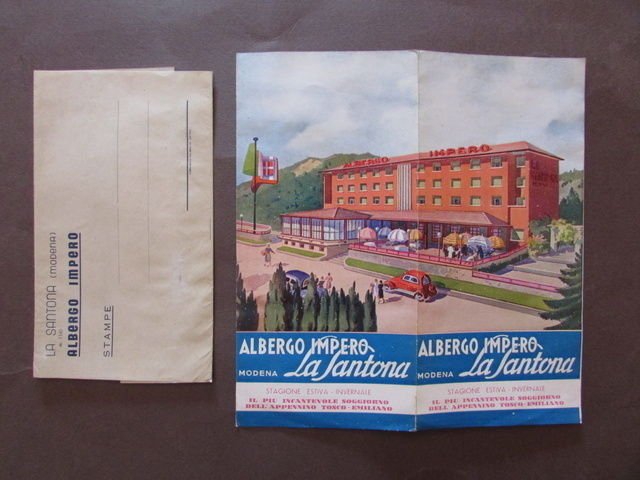 LA SANTONA (MODENA)
ALBERGO IMPERO
STAMPE
ALBERGO IMPERO
ALBERGO IMPERO
La Santona
MODENA
STAGIONE ESTIVA - INVERNALE
IL PIÙ INCANTEVOLE SOGGIORNO
DELL'APPENNINO TOSCO-EMILIANO
ALBERGO IMPERO
La Santona
MODENA
STAGIONE ESTIVA - INVERNALE
IL PIÙ INCANTEVOLE SOGGIORNO
DELL'APPENNINO TOSCO-EMILIANO